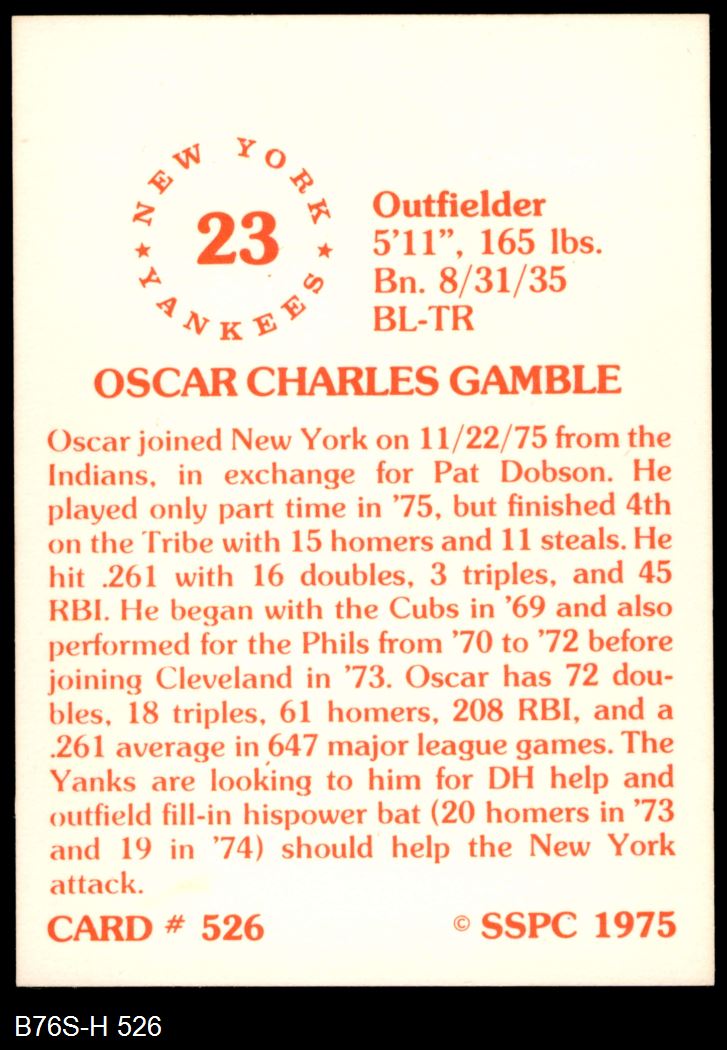 NEW YORK
23
★ YANKEES ★
Outfielder
5'11", 165 lbs.
Bn. 8/31/35
BL-TR
OSCAR CHARLES GAMBLE
Oscar joined New York on 11/22/75 from the
Indians, in exchange for Pat Dobson. He
played only part time in '75, but finished 4th
on the Tribe with 15 homers and 11 steals. He
hit .261 with 16 doubles, 3 triples, and 45
RBI. He began with the Cubs in '69 and also
performed for the Phils from '70 to '72 before
joining Cleveland in '73. Oscar has 72 dou-
bles, 18 triples, 61 homers, 208 RBI, and a
.261 average in 647 major league games. The
Yanks are looking to him for DH help and
outfield fill-in hispower bat (20 homers in '73
and 19 in '74) should help the New York
attack.
CARD # 526 © SSPC 1975
B76S-H 526